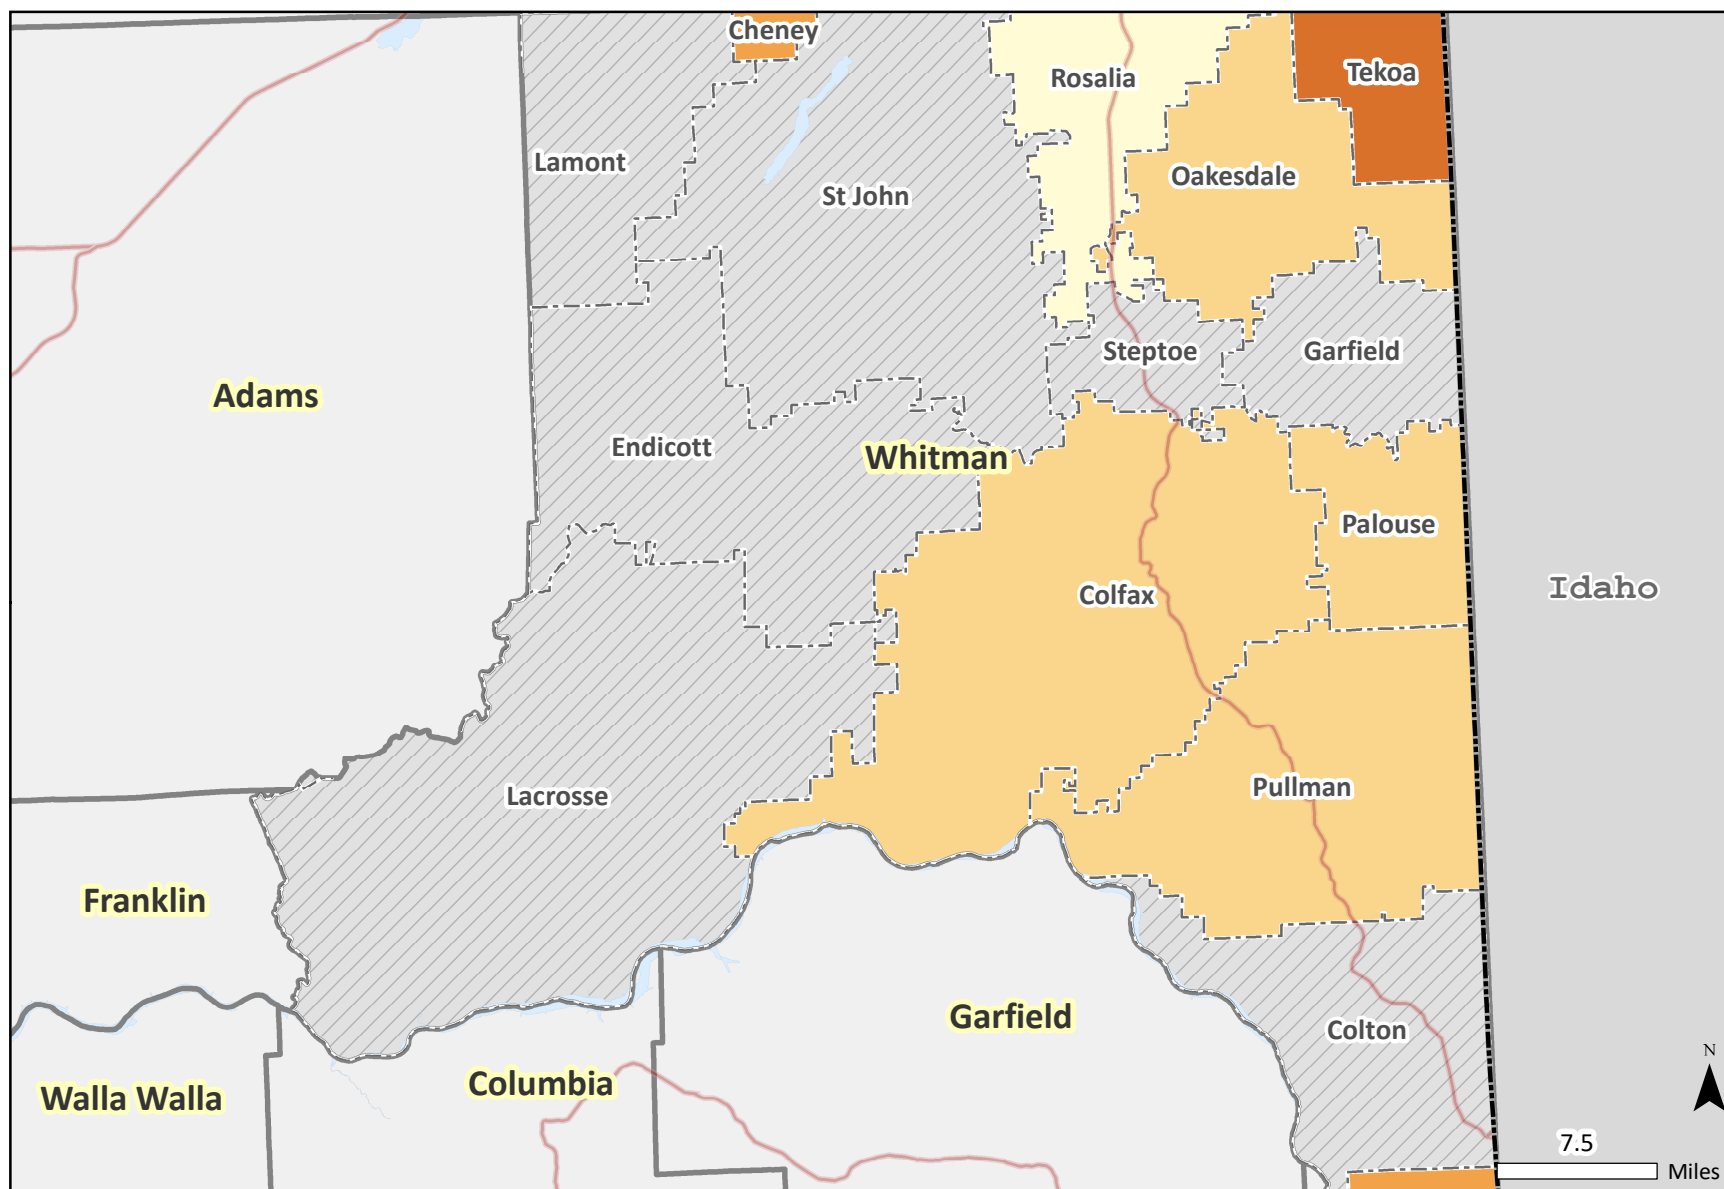 Cheney
Rosalia
Tekoa
Lamont
St John
Oakesdale
Steptoe
Garfield
Adams
Endicott
Whitman
Palouse
Colfax
Idaho
Lacrosse
Pullman
Franklin
Garfield
Colton
Walla Walla
Columbia
N
7.5
Miles